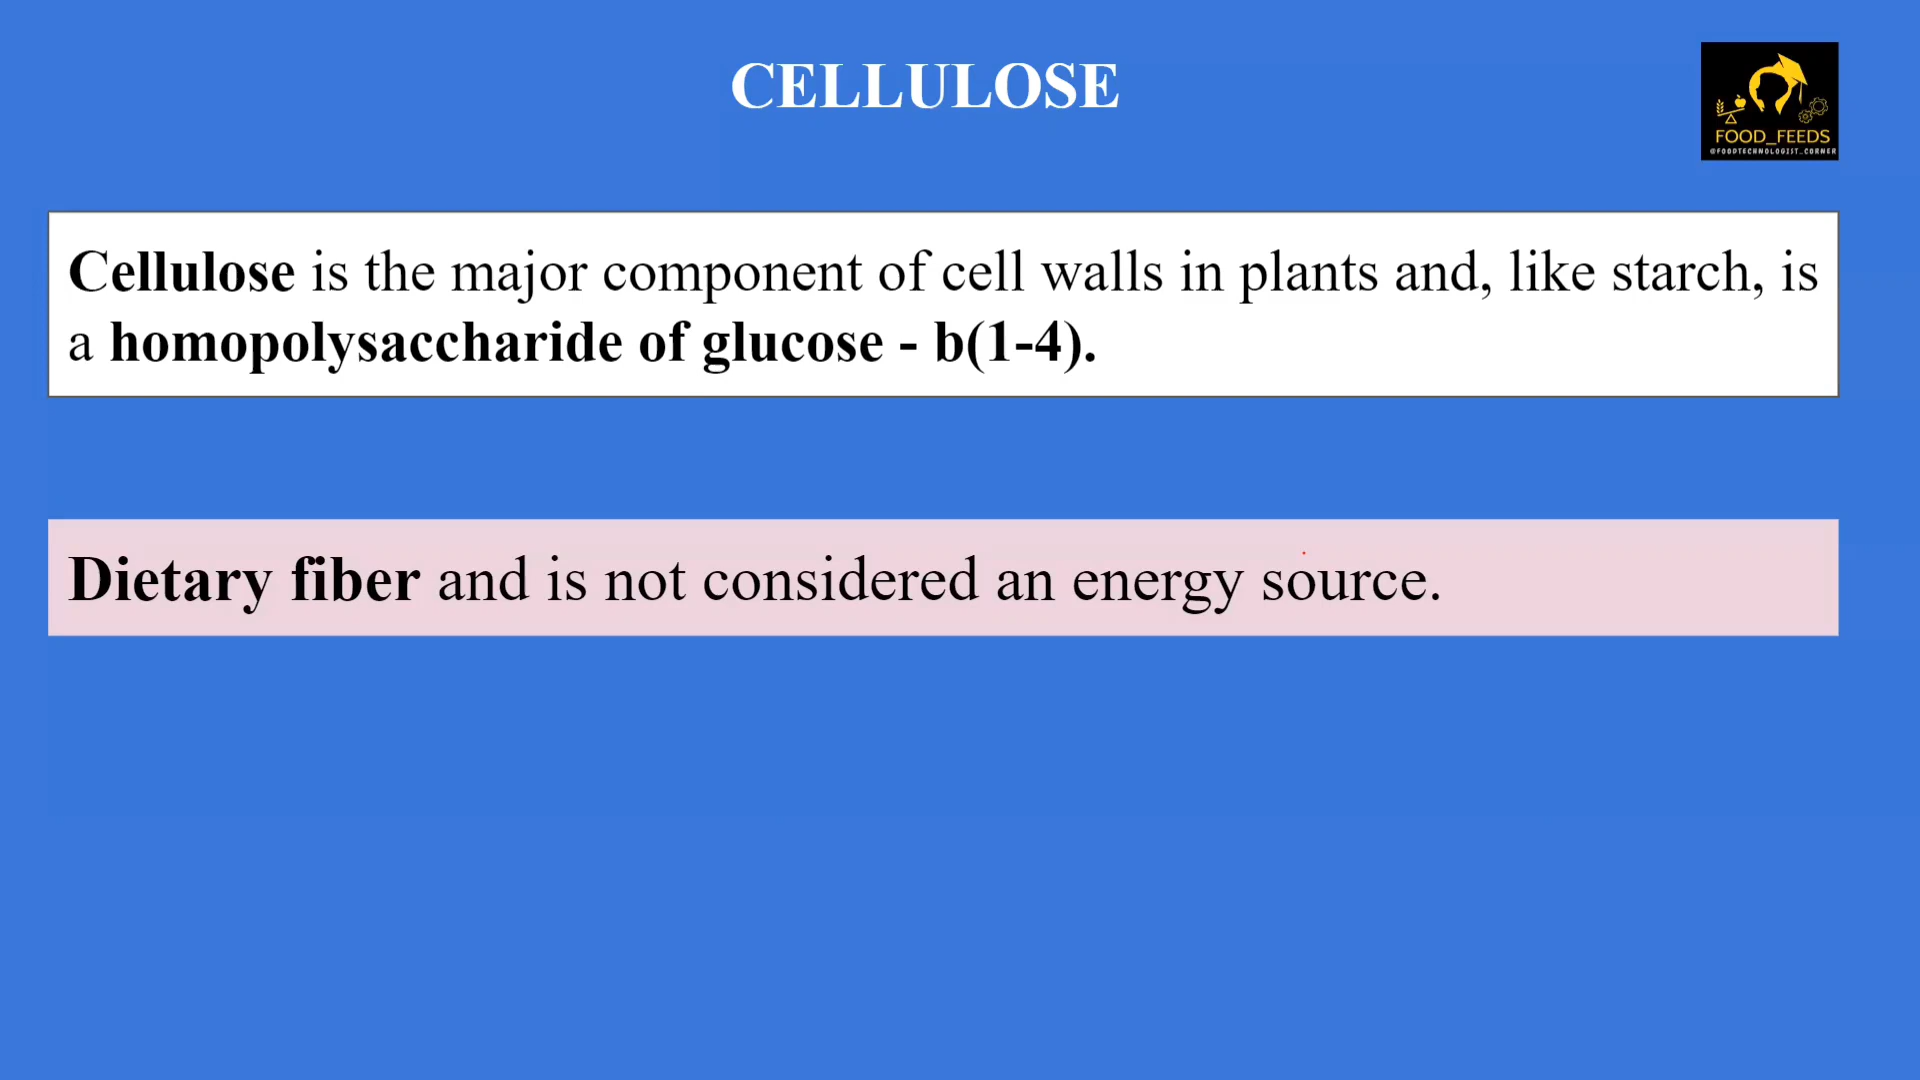 CELLULOSE
FOOD_FEEDS
@FOODTECHNOLOGIST_CORNER
Cellulose is the major component of cell walls in plants and, like starch, is
a homopolysaccharide of glucose - b(1-4).
Dietary fiber and is not considered an energy source.